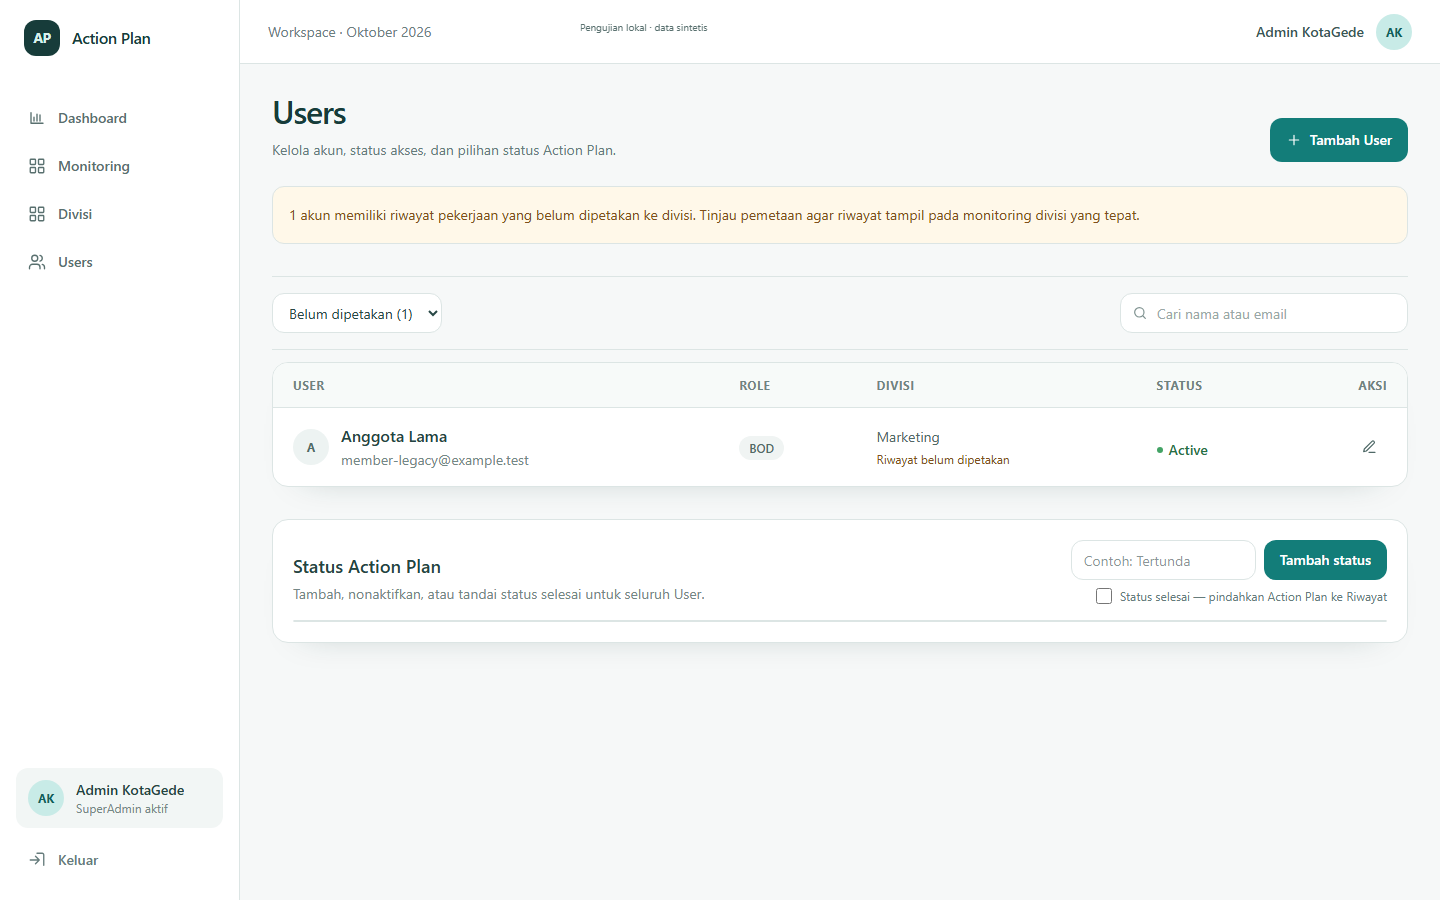 AP Action Plan
Workspace · Oktober 2026
Pengujian lokal · data sintetis
Admin KotaGede AK
Dashboard
Monitoring
Divisi
Users
Users
Kelola akun, status akses, dan pilihan status Action Plan.
Tambah User
1 akun memiliki riwayat pekerjaan yang belum dipetakan ke divisi. Tinjau pemetaan agar riwayat tampil pada monitoring divisi yang tepat.
Belum dipetakan (1)
Cari nama atau email
USER ROLE DIVISI STATUS AKSI
A Anggota Lama
member-legacy@example.test
BOD
Marketing
Riwayat belum dipetakan
Active
Status Action Plan
Tambah, nonaktifkan, atau tandai status selesai untuk seluruh User.
Contoh: Tertunda
Tambah status
Status selesai — pindahkan Action Plan ke Riwayat
AK Admin KotaGede
SuperAdmin aktif
Keluar